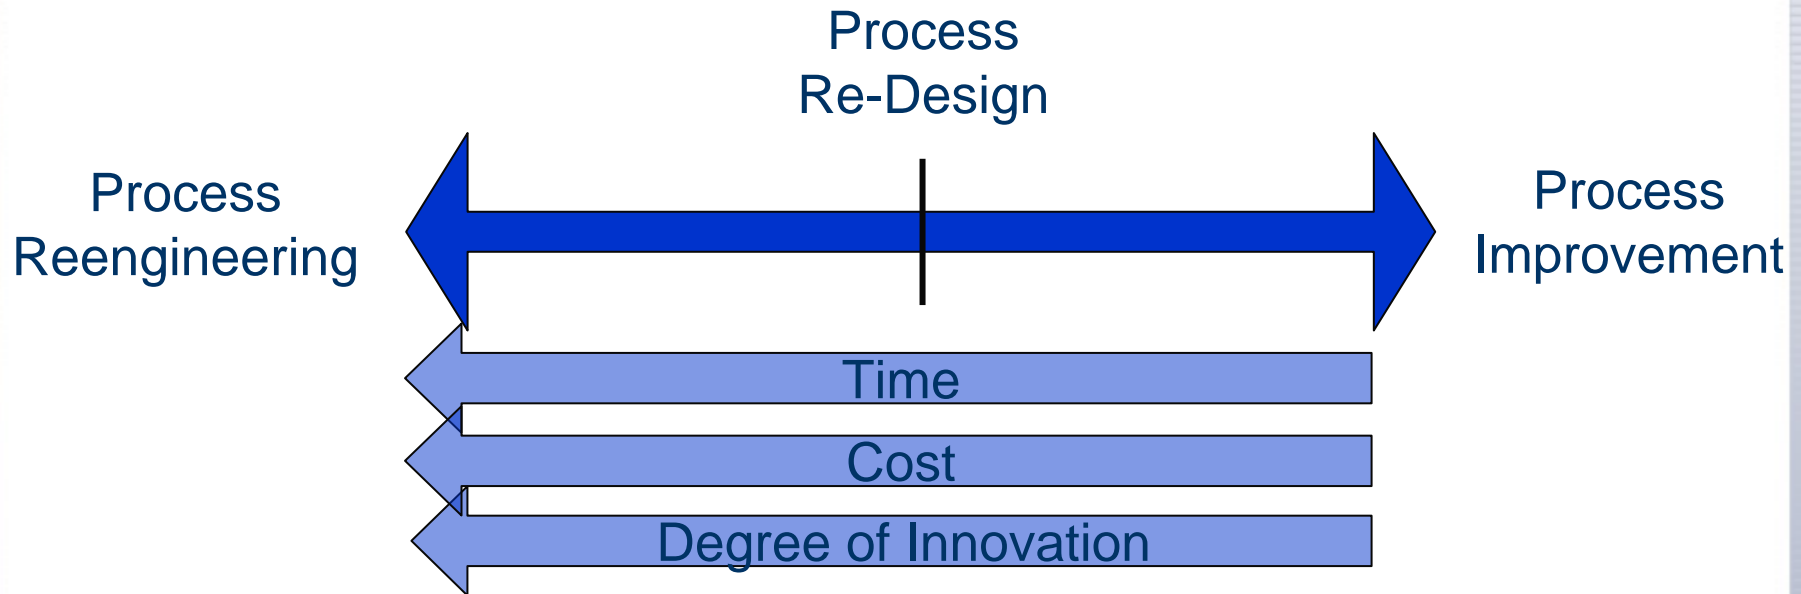 Process
Re-Design
Process
Reengineering
Process
Improvement
Time
Cost
Degree of Innovation